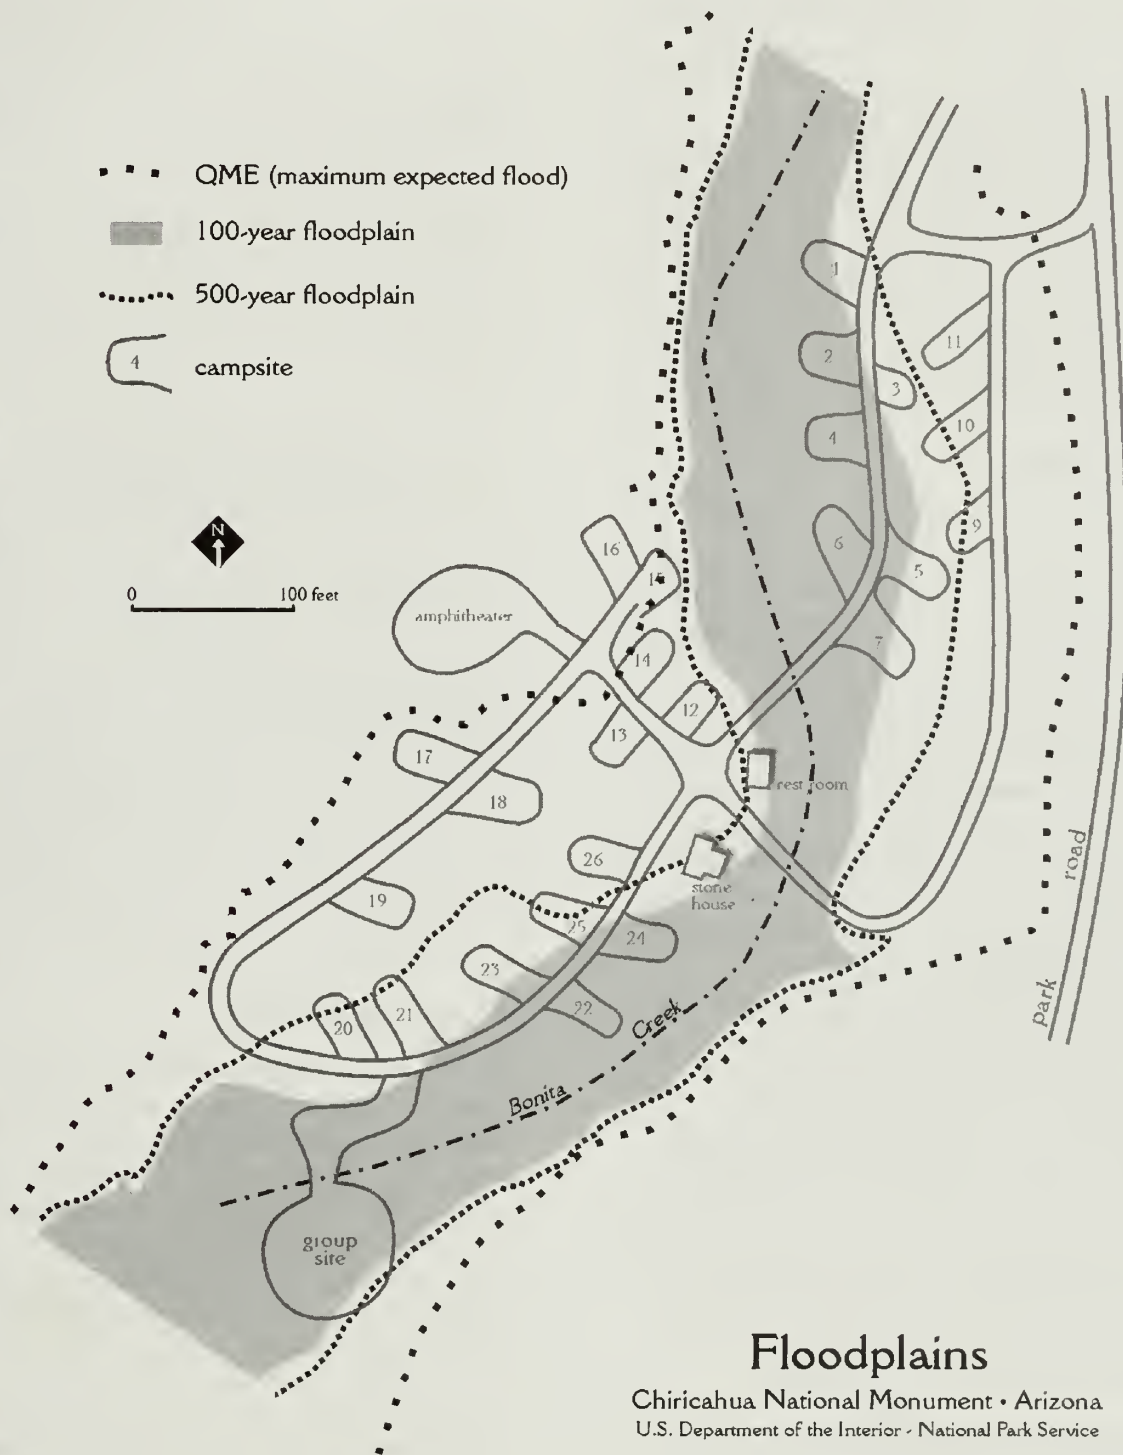 QME (maximum expected flood)
100-year floodplain
500-year floodplain
4
campsite
N
0
100 feet
1
2
3
4
11
10
9
6
5
7
16
15
amphitheater
14
12
13
17
18
rest room
26
stone
house
19
25
24
23
22
20
21
Creek
Bonita
group
site
Park
road
Floodplains
Chiricahua National Monument • Arizona
U.S. Department of the Interior - National Park Service